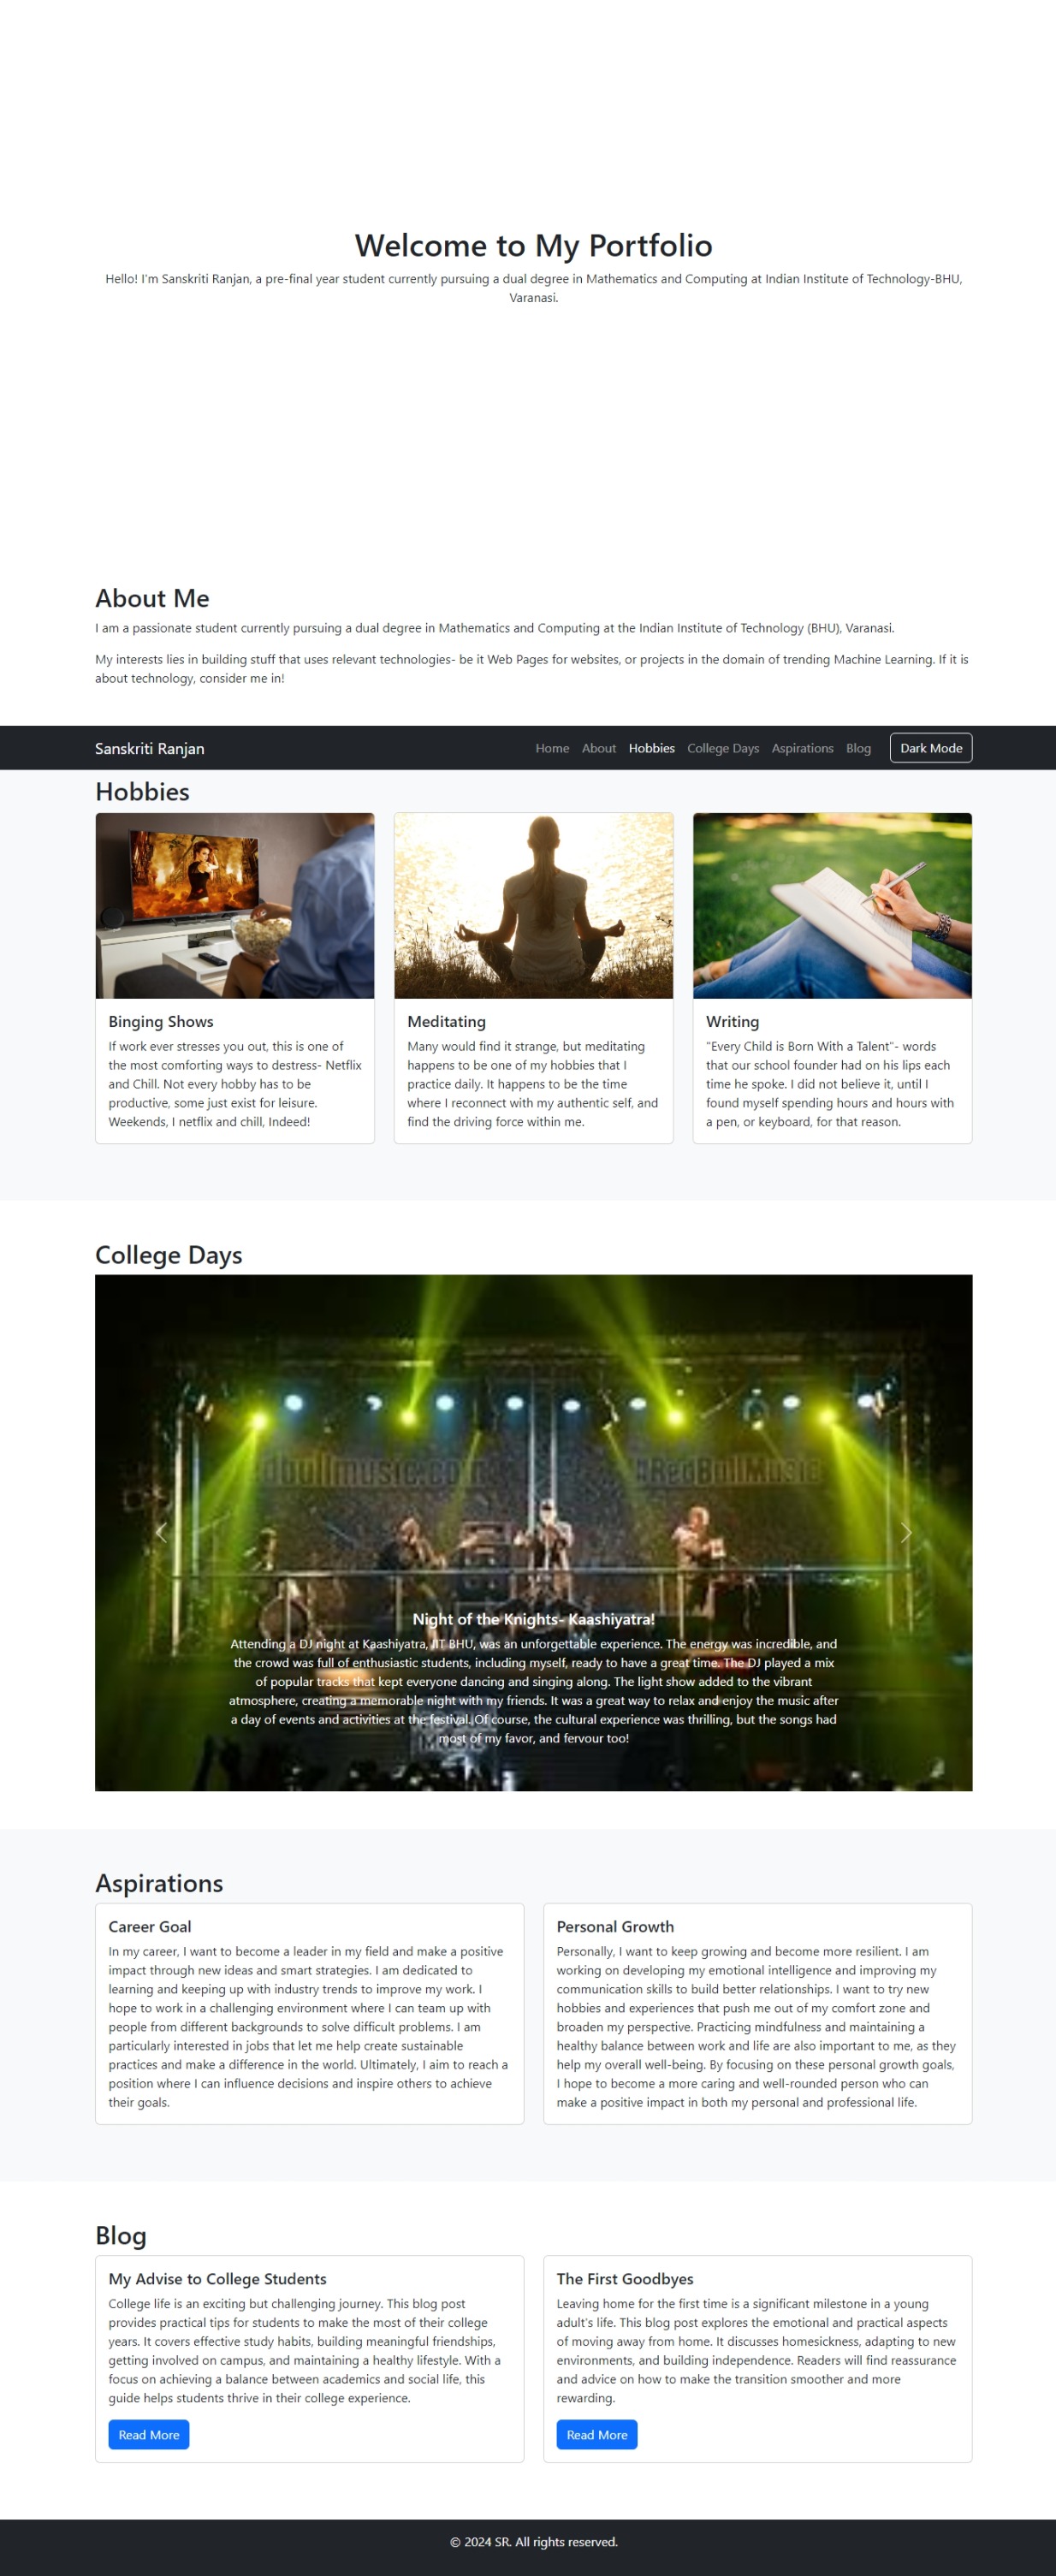 Welcome to My Portfolio
Hello! I'm Sanskriti Ranjan, a pre-final year student currently pursuing a dual degree in Mathematics and Computing at Indian Institute of Technology-BHU,
Varanasi.
About Me
I am a passionate student currently pursuing a dual degree in Mathematics and Computing at the Indian Institute of Technology (BHU), Varanasi.
My interests lies in building stuff that uses relevant technologies- be it Web Pages for websites, or projects in the domain of trending Machine Learning. If it is
about technology, consider me in!
Sanskriti Ranjan Home About Hobbies College Days Aspirations Blog Dark Mode
Hobbies
Binging Shows
If work ever stresses you out, this is one of
the most comforting ways to destress- Netflix
and Chill. Not every hobby has to be
productive, some just exist for leisure.
Weekends, I netflix and chill, Indeed!
Meditating
Many would find it strange, but meditating
happens to be one of my hobbies that I
practice daily. It happens to be the time
where I reconnect with my authentic self, and
find the driving force within me.
Writing
"Every Child is Born With a Talent"- words
that our school founder had on his lips each
time he spoke. I did not believe it, until I
found myself spending hours and hours with
a pen, or keyboard, for that reason.
College Days
Night of the Knights- Kaashiyatra!
Attending a DJ night at Kaashiyatra, IIT BHU, was an unforgettable experience. The energy was incredible, and
the crowd was full of enthusiastic students, including myself, ready to have a great time. The DJ played a mix
of popular tracks that kept everyone dancing and singing along. The light show added to the vibrant
atmosphere, creating a memorable night with my friends. It was a great way to relax and enjoy the music after
a day of events and activities at the festival. Of course, the cultural experience was thrilling, but the songs had
most of my favor, and fervour too!
Aspirations
Career Goal
In my career, I want to become a leader in my field and make a positive
impact through new ideas and smart strategies. I am dedicated to
learning and keeping up with industry trends to improve my work. I
hope to work in a challenging environment where I can team up with
people from different backgrounds to solve difficult problems. I am
particularly interested in jobs that let me help create sustainable
practices and make a difference in the world. Ultimately, I aim to reach a
position where I can influence decisions and inspire others to achieve
their goals.
Personal Growth
Personally, I want to keep growing and become more resilient. I am
working on developing my emotional intelligence and improving my
communication skills to build better relationships. I want to try new
hobbies and experiences that push me out of my comfort zone and
broaden my perspective. Practicing mindfulness and maintaining a
healthy balance between work and life are also important to me, as they
help my overall well-being. By focusing on these personal growth goals,
I hope to become a more caring and well-rounded person who can
make a positive impact in both my personal and professional life.
Blog
My Advise to College Students
College life is an exciting but challenging journey. This blog post
provides practical tips for students to make the most of their college
years. It covers effective study habits, building meaningful friendships,
getting involved on campus, and maintaining a healthy lifestyle. With a
focus on achieving a balance between academics and social life, this
guide helps students thrive in their college experience.
Read More
The First Goodbyes
Leaving home for the first time is a significant milestone in a young
adult's life. This blog post explores the emotional and practical aspects
of moving away from home. It discusses homesickness, adapting to new
environments, and building independence. Readers will find reassurance
and advice on how to make the transition smoother and more
rewarding.
Read More
© 2024 SR. All rights reserved.